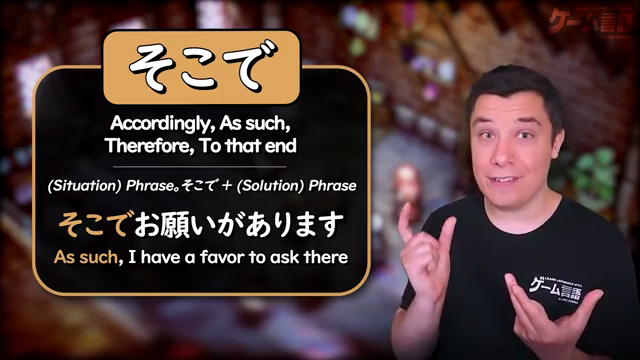 ゲーム言語
そこで
Accordingly, As such,
Therefore, To that end
(Situation) Phrase。そこで + (Solution) Phrase
そこでお願いがあります
As such, I have a favor to ask there
ゲーム言語